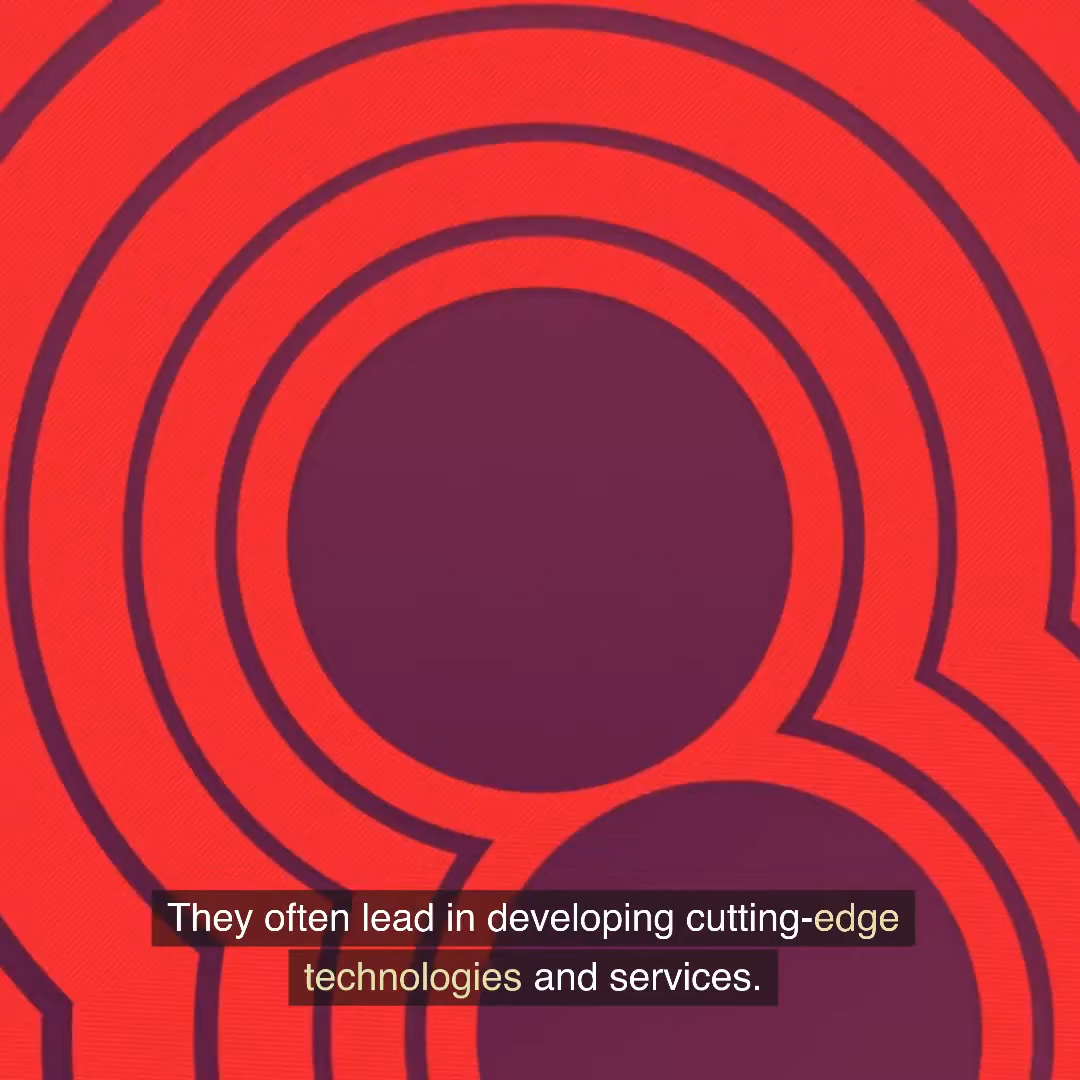 They often lead in developing cutting-edge
technologies and services.